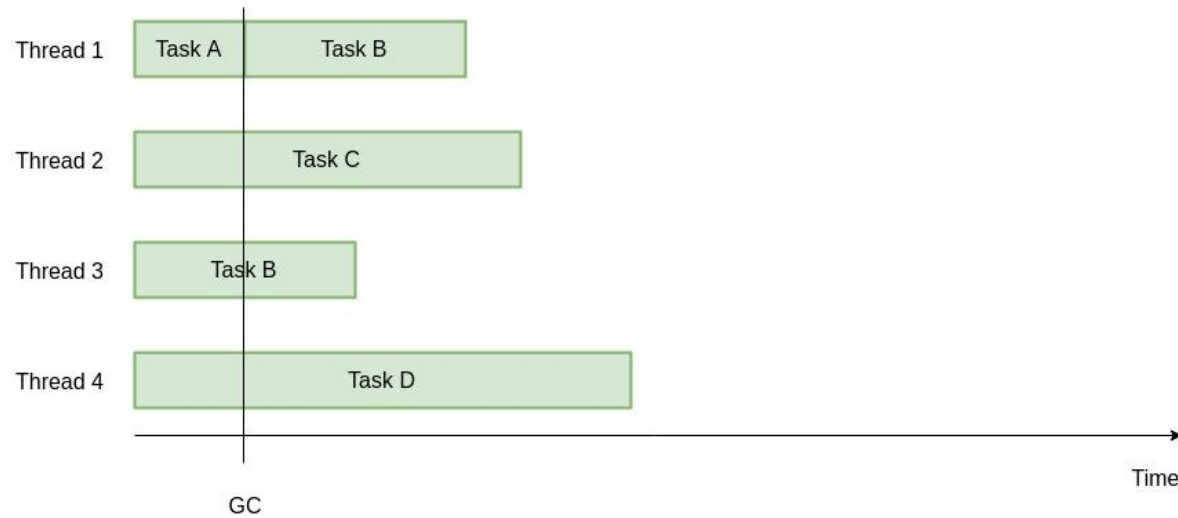 Thread 1
Task A
Task B
Thread 2
Task C
Thread 3
Task B
Thread 4
Task D
Time
GC